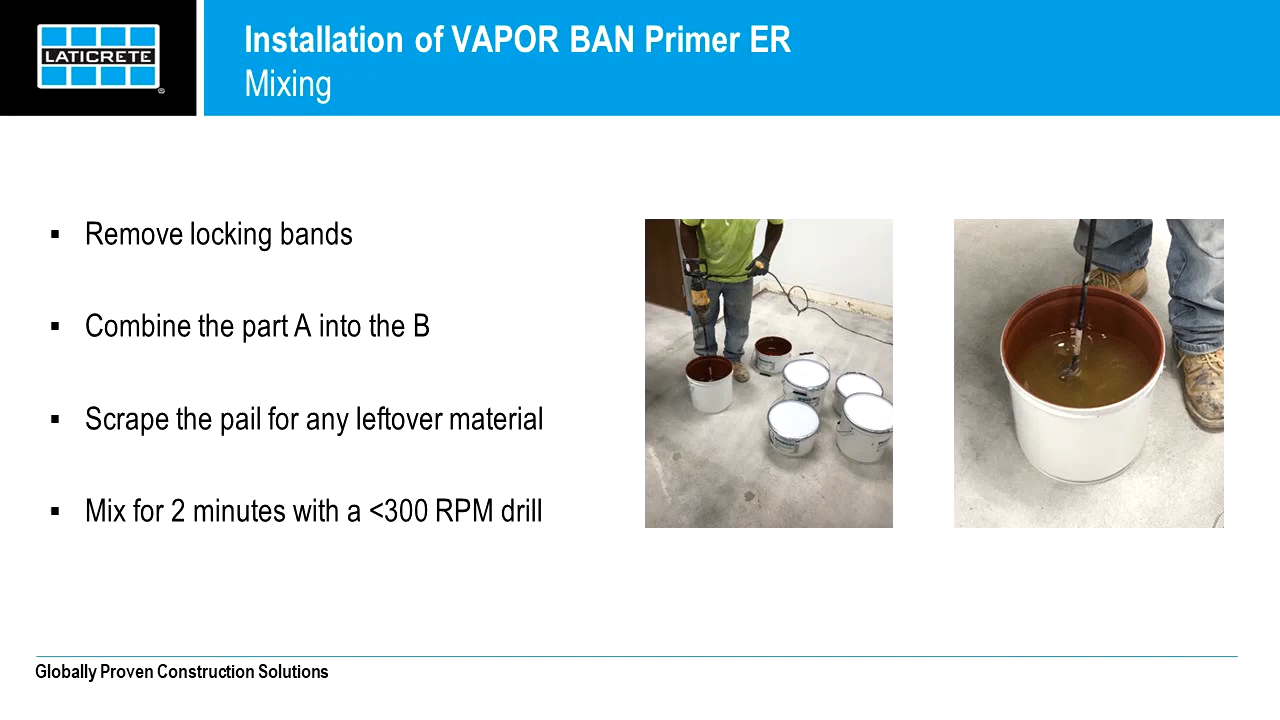 LATICRETE
®
Installation of VAPOR BAN Primer ER
Mixing
▪ Remove locking bands
▪ Combine the part A into the B
▪ Scrape the pail for any leftover material
▪ Mix for 2 minutes with a <300 RPM drill
Globally Proven Construction Solutions